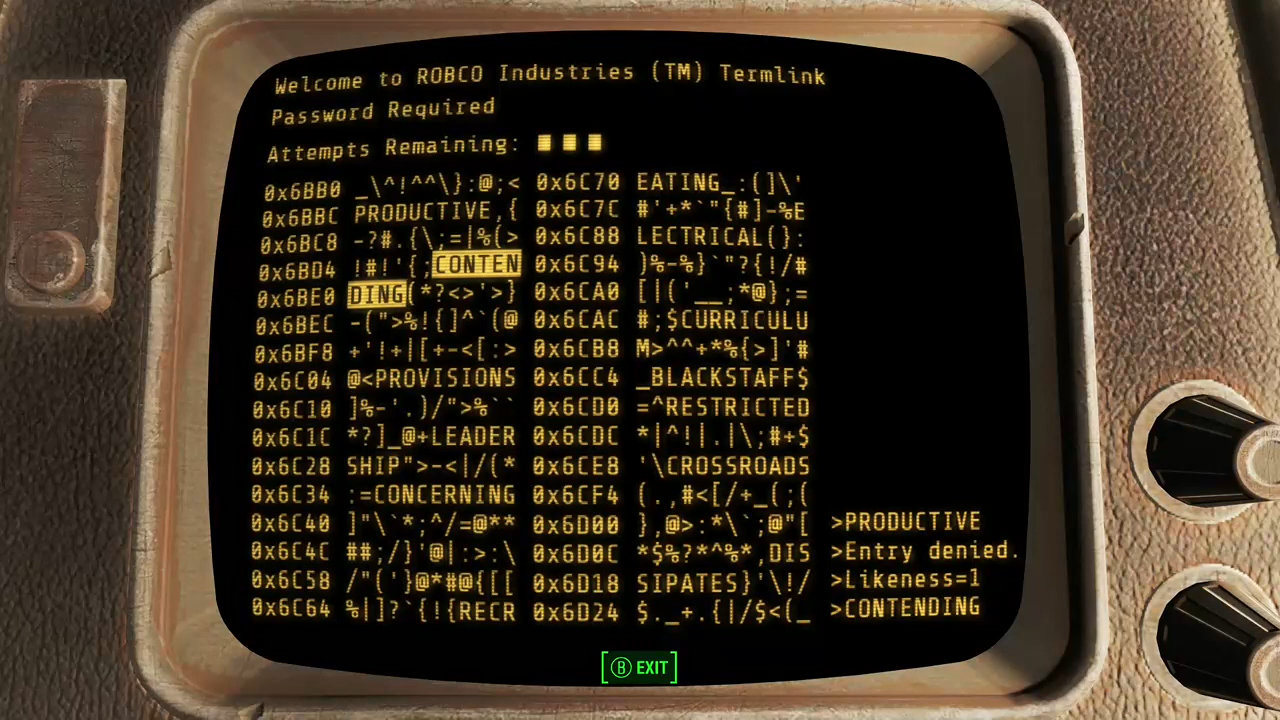 Welcome to ROBCO Industries (TM) Termlink
Password Required
Attempts Remaining: ■ ■ ■
0x6BB0 _\^!^^\}:@;< 0x6C70 EATING_:(]\'
0x6BBC PRODUCTIVE,{ 0x6C7C #'+*`"{#]-%E
0x6BC8 -?#.{\;=|%(> 0x6C88 LECTRICAL(}:
0x6BD4 !#!'{;CONTEN 0x6C94 )%-%}`"?{!/#
0x6BE0 DING(*?<>'>} 0x6CA0 [|('__;*@};=
0x6BEC -(">%!{]^`(@ 0x6CAC #;$CURRICULU
0x6BF8 +'!+|[+-<[:> 0x6CB8 M>^^+*%{>]'#
0x6C04 @<PROVISIONS 0x6CC4 _BLACKSTAFF$
0x6C10 ]%-'.)/">%`` 0x6CD0 =^RESTRICTED
0x6C1C *?]_@+LEADER 0x6CDC *|^!|.|\;#+$
0x6C28 SHIP">-<|/(* 0x6CE8 '\CROSSROADS
0x6C34 :=CONCERNING 0x6CF4 (.,#<[/+_(;(
0x6C40 ]"\`*;^/=@** 0x6D00 },@>:*\`;@"[ >PRODUCTIVE
0x6C4C ##;/}'@|:>:\ 0x6D0C *$%?*^%*,DIS >Entry denied.
0x6C58 /"('}@*#@{[[ 0x6D18 SIPATES}'\!/ >Likeness=1
0x6C64 %|]?`{!{RECR 0x6D24 $._+.{|/$<(_ >CONTENDING
Ⓑ EXIT